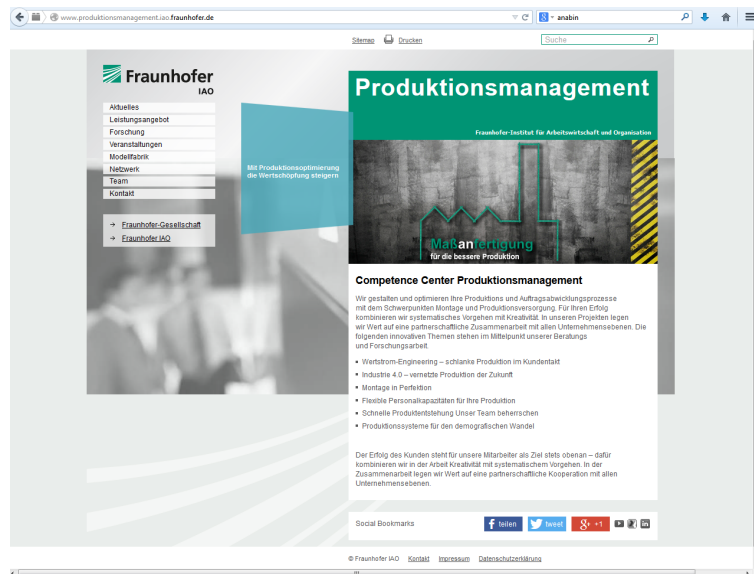 www.produktionsmanagement.iao.fraunhofer.de
anabin
Sitemap
Drucken
Suche
Fraunhofer
IAO
Aktuelles
Leistungsangebot
Forschung
Veranstaltungen
Modellfabrik
Netzwerk
Team
Kontakt
→ Fraunhofer-Gesellschaft
→ Fraunhofer IAO
Mit Produktionsoptimierung
die Wertschöpfung steigern
Produktionsmanagement
Fraunhofer-Institut für Arbeitswirtschaft und Organisation
Maßanfertigung
für die bessere Produktion
Competence Center Produktionsmanagement
Wir gestalten und optimieren Ihre Produktions und Auftragsabwicklungsprozesse
mit dem Schwerpunkten Montage und Produktionsversorgung. Für Ihren Erfolg
kombinieren wir systematisches Vorgehen mit Kreativität. In unseren Projekten legen
wir Wert auf eine partnerschaftliche Zusammenarbeit mit allen Unternehmensebenen. Die
folgenden innovativen Themen stehen im Mittelpunkt unserer Beratungs
und Forschungsarbeit.
▪ Wertstrom-Engineering – schlanke Produktion im Kundentakt
▪ Industrie 4.0 – vernetzte Produktion der Zukunft
▪ Montage in Perfektion
▪ Flexible Personalkapazitäten für Ihre Produktion
▪ Schnelle Produktentstehung Unser Team beherrschen
▪ Produktionssysteme für den demografischen Wandel
Der Erfolg des Kunden steht für unsere Mitarbeiter als Ziel stets obenan – dafür
kombinieren wir in der Arbeit Kreativität mit systematischem Vorgehen. In der
Zusammenarbeit legen wir Wert auf eine partnerschaftliche Kooperation mit allen
Unternehmensebenen.
Social Bookmarks
teilen
tweet
+1
© Fraunhofer IAO Kontakt Impressum Datenschutzerklärung